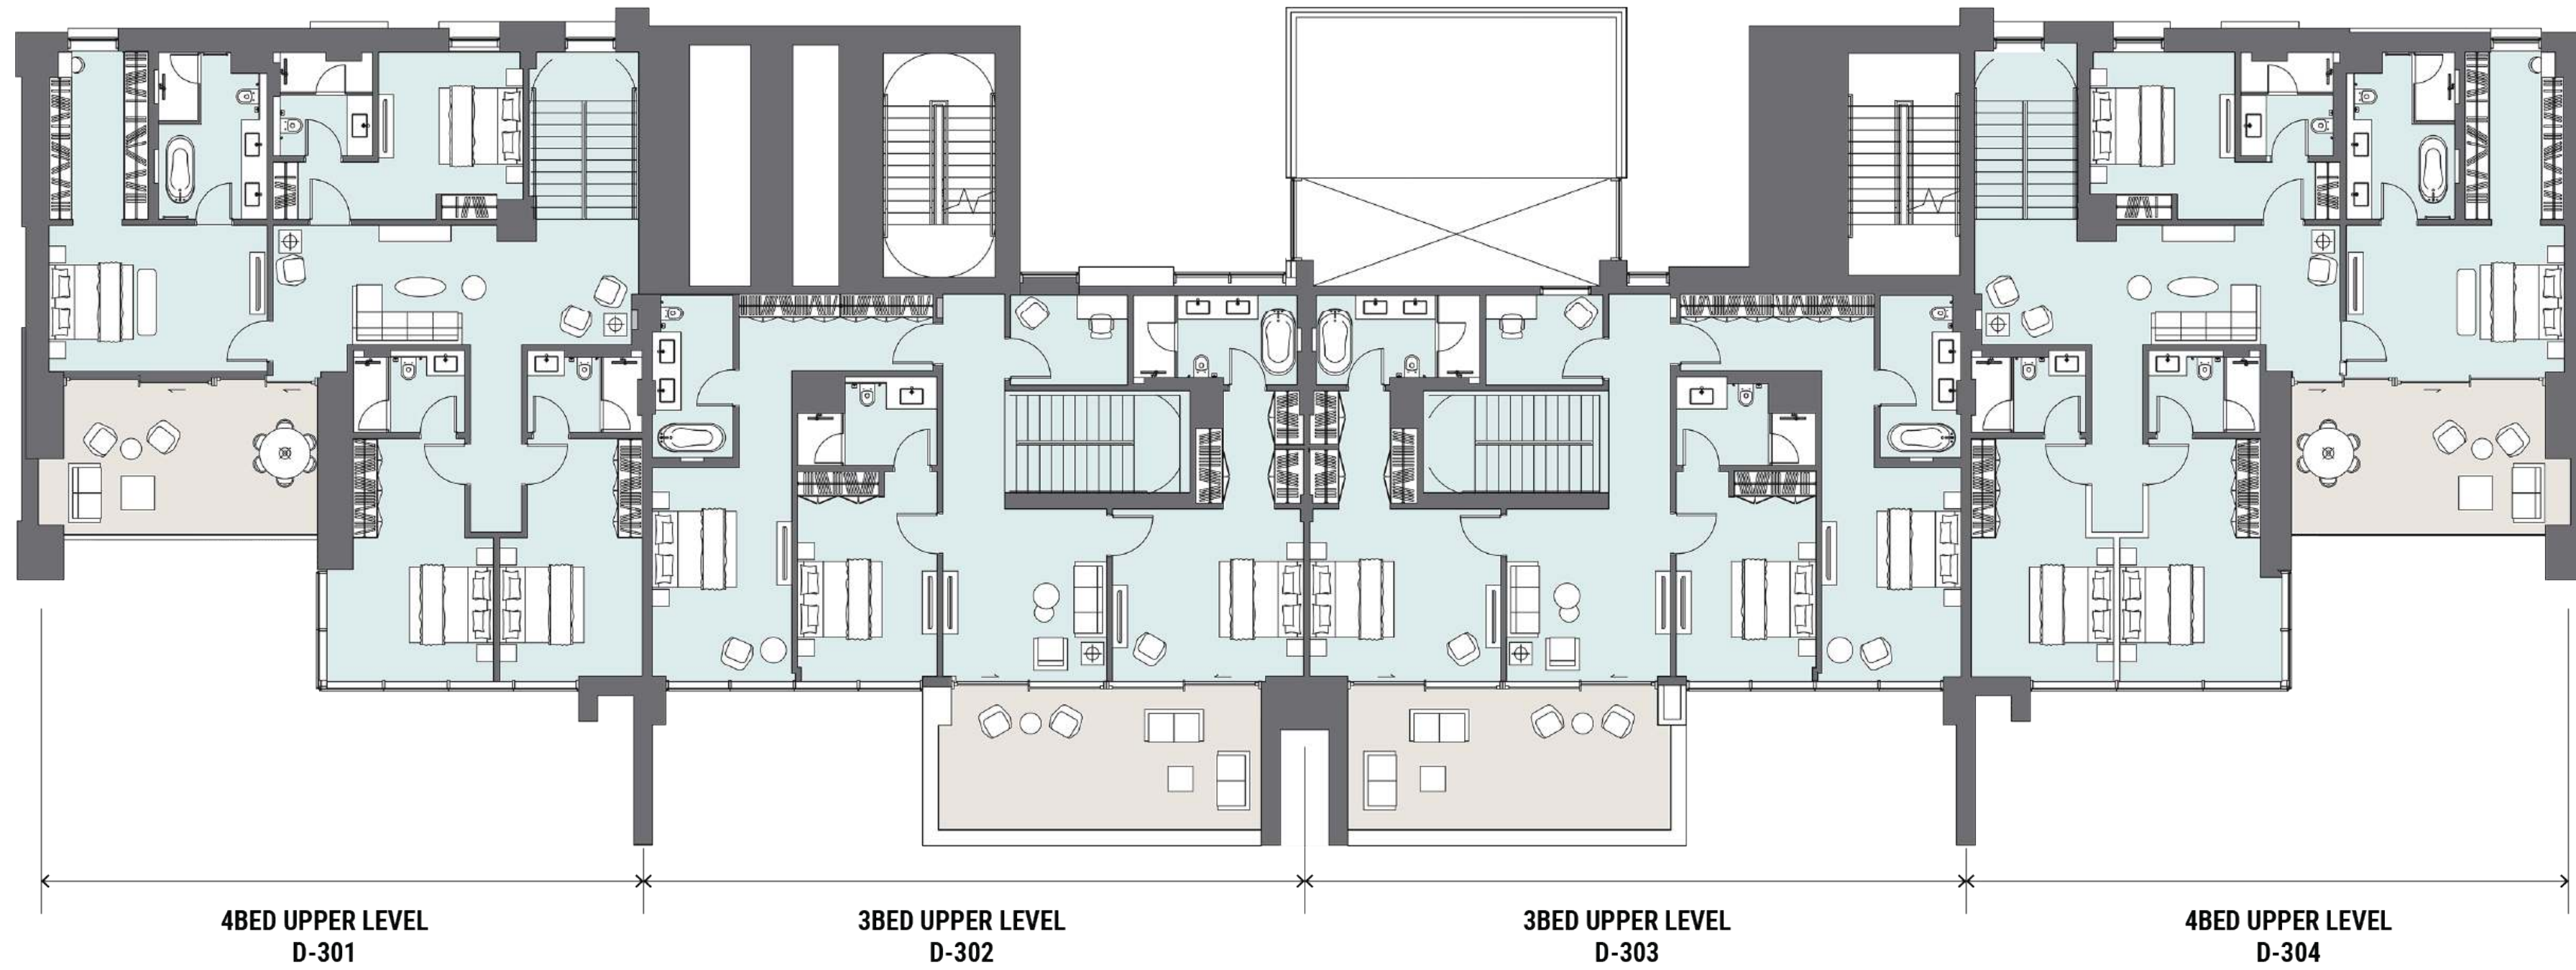 4BED UPPER LEVEL
D-301
3BED UPPER LEVEL
D-302
3BED UPPER LEVEL
D-303
4BED UPPER LEVEL
D-304